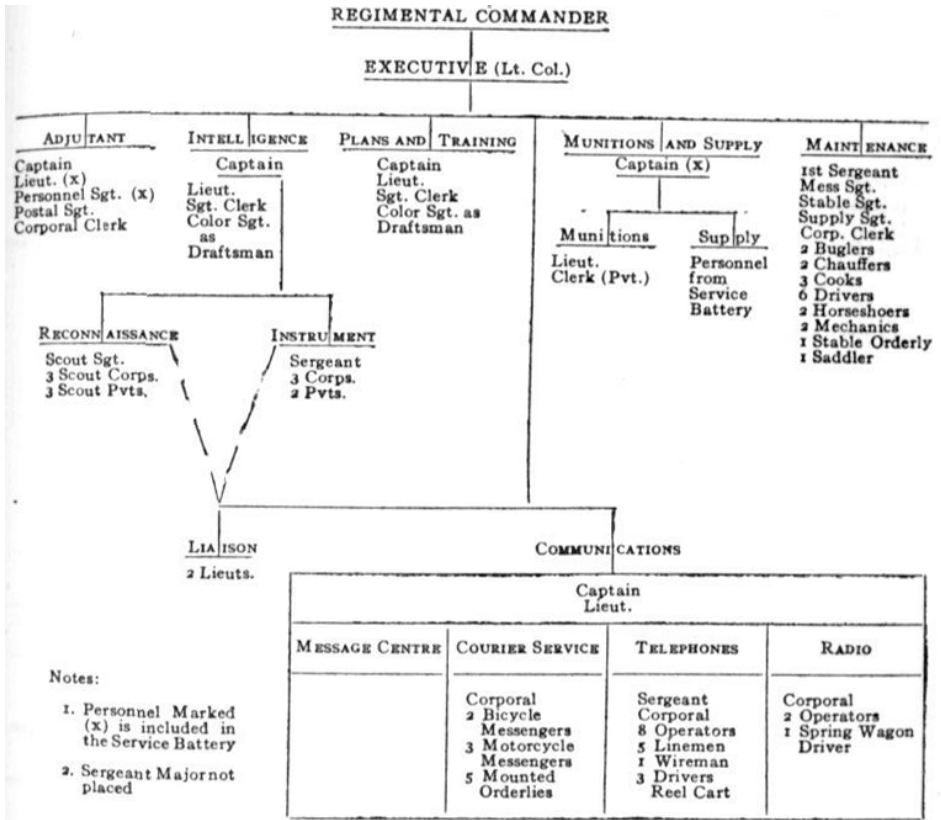 REGIMENTAL COMMANDER
EXECUTIVE (Lt. Col.)
ADJUTANT
Captain
Lieut. (x)
Personnel Sgt. (x)
Postal Sgt.
Corporal Clerk
INTELLIGENCE
Captain
Lieut.
Sgt. Clerk
Color Sgt.
as
Draftsman
PLANS AND TRAINING
Captain
Lieut.
Sgt. Clerk
Color Sgt. as
Draftsman
MUNITIONS AND SUPPLY
Captain (x)
Munitions
Lieut.
Clerk (Pvt.)
Supply
Personnel
from
Service
Battery
MAINTENANCE
1st Sergeant
Mess Sgt.
Stable Sgt.
Supply Sgt.
Corp. Clerk
2 Buglers
2 Chauffers
3 Cooks
6 Drivers
2 Horseshoers
2 Mechanics
1 Stable Orderly
1 Saddler
RECONNAISSANCE
Scout Sgt.
3 Scout Corps.
3 Scout Pvts.
INSTRUMENT
Sergeant
3 Corps.
2 Pvts.
LIAISON
2 Lieuts.
COMMUNICATIONS
Captain
Lieut.
MESSAGE CENTRE
COURIER SERVICE
Corporal
2 Bicycle
Messengers
3 Motorcycle
Messengers
5 Mounted
Orderlies
TELEPHONES
Sergeant
Corporal
8 Operators
5 Linemen
1 Wireman
3 Drivers
Reel Cart
RADIO
Corporal
2 Operators
1 Spring Wagon
Driver
Notes:
1. Personnel Marked
(x) is included in
the Service Battery
2. Sergeant Major not
placed